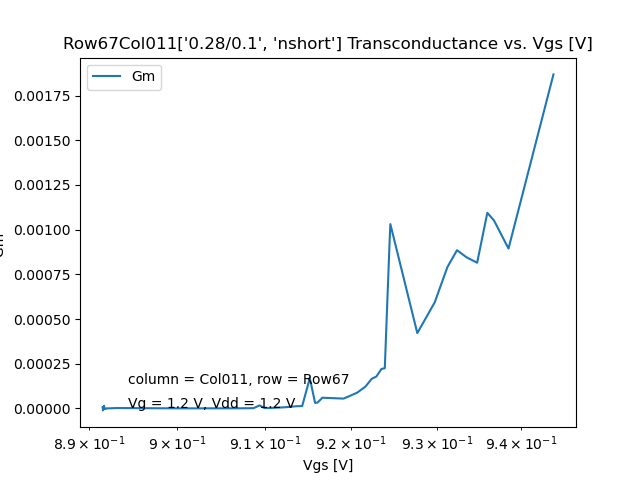 Row67Col011['0.28/0.1', 'nshort'] Transconductance vs. Vgs [V]
Gm
0.00175
0.00150
0.00125
0.00100
0.00075
0.00050
0.00025
0.00000
Gm
column = Col011, row = Row67
Vg = 1.2 V, Vdd = 1.2 V
8.9 × 10⁻¹ 9 × 10⁻¹ 9.1 × 10⁻¹ 9.2 × 10⁻¹ 9.3 × 10⁻¹ 9.4 × 10⁻¹
Vgs [V]